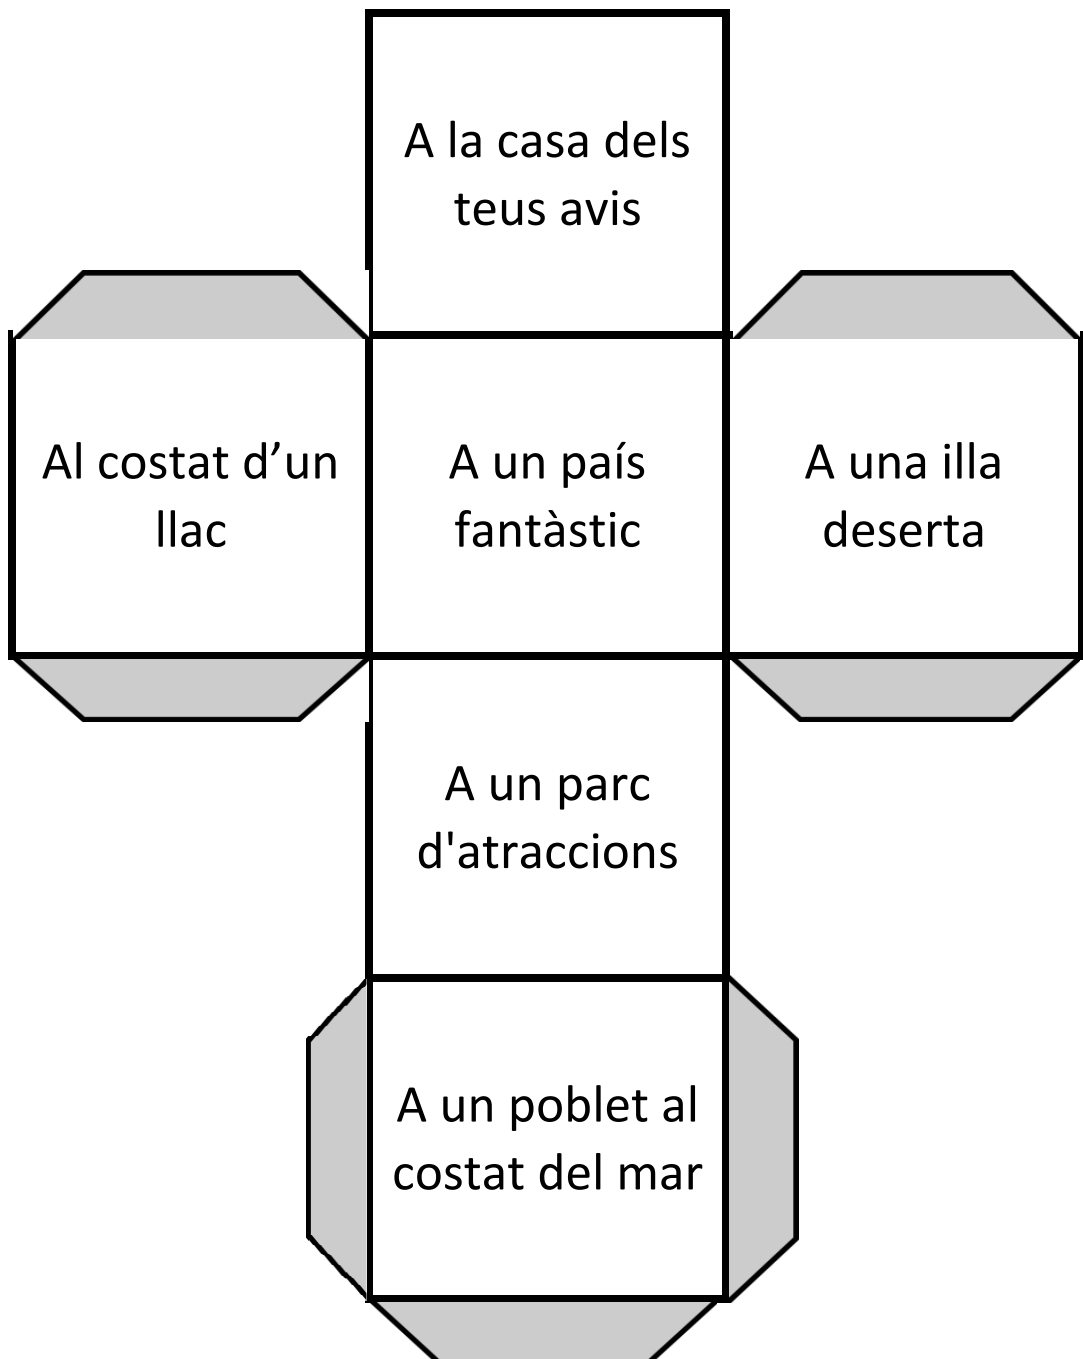 A la casa dels
teus avis
Al costat d’un
llac
A un país
fantàstic
A una illa
deserta
A un parc
d'atraccions
A un poblet al
costat del mar